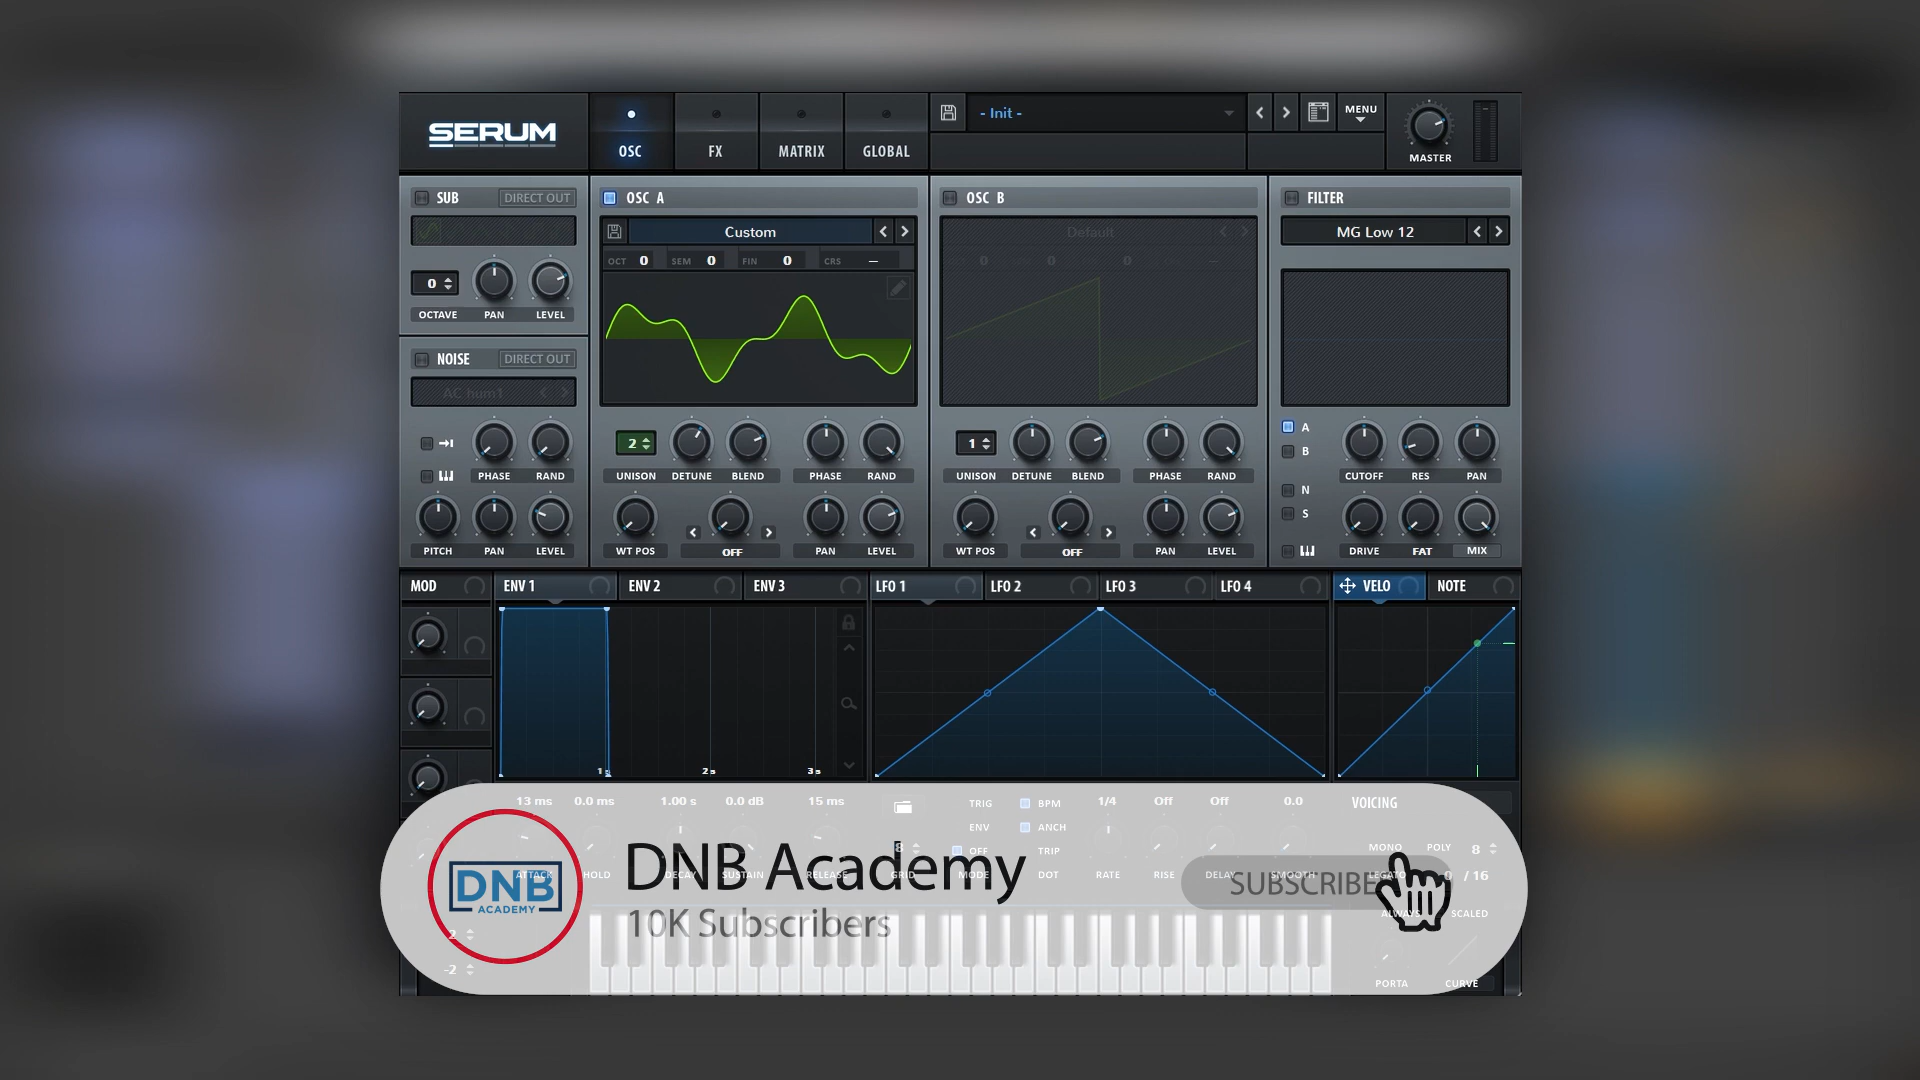 SERUM
OSC
FX
MATRIX
GLOBAL
- Init -
MENU
MASTER
SUB
DIRECT OUT
0
OCTAVE
PAN
LEVEL
NOISE
DIRECT OUT
AC hum1
PHASE
RAND
PITCH
PAN
LEVEL
OSC A
Custom
OCT 0
SEM 0
FIN 0
CRS --
2
UNISON
DETUNE
BLEND
PHASE
RAND
WT POS
OFF
PAN
LEVEL
OSC B
Default
1
UNISON
DETUNE
BLEND
PHASE
RAND
WT POS
OFF
PAN
LEVEL
FILTER
MG Low 12
A
B
N
S
CUTOFF
RES
PAN
DRIVE
FAT
MIX
MOD
ENV 1
ENV 2
ENV 3
LFO 1
LFO 2
LFO 3
LFO 4
VELO
NOTE
2s
3s
13 ms
0.0 ms
1.00 s
0.0 dB
15 ms
ATTACK
HOLD
DECAY
SUSTAIN
RELEASE
8
GRID
TRIG
ENV
OFF
MODE
BPM
ANCH
TRIP
DOT
1/4
Off
Off
0.0
RATE
RISE
DELAY
SMOOTH
VOICING
MONO
POLY
8
LEGATO
0 / 16
ALWAYS
SCALED
PORTA
CURVE
2
-2
DNB
ACADEMY
DNB Academy
10K Subscribers
SUBSCRIBE